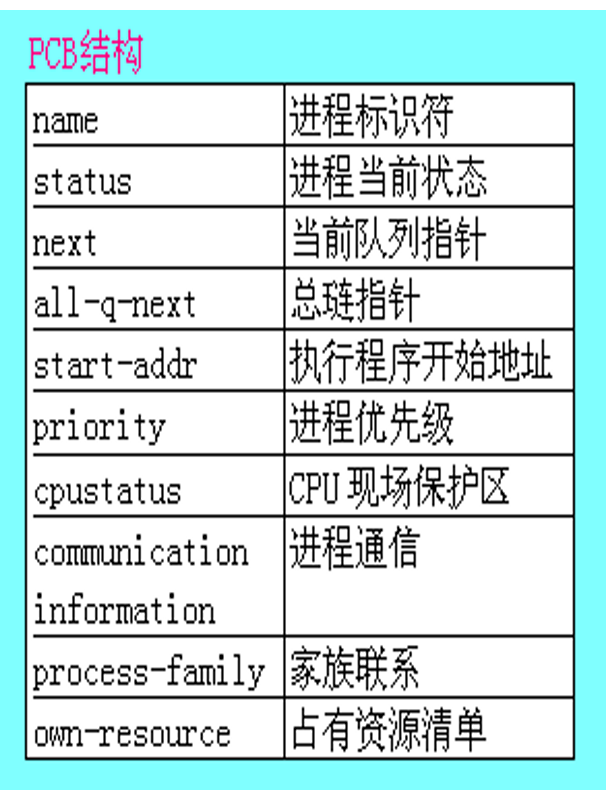 PCB结构
name 进程标识符
status 进程当前状态
next 当前队列指针
all-q-next 总琏指针
start-addr 执行程序开始地址
priority 进程优先级
cpustatus CPU 现场保护区
communication 进程通信
information
process-family 家族联系
own-resource 占有资源清单